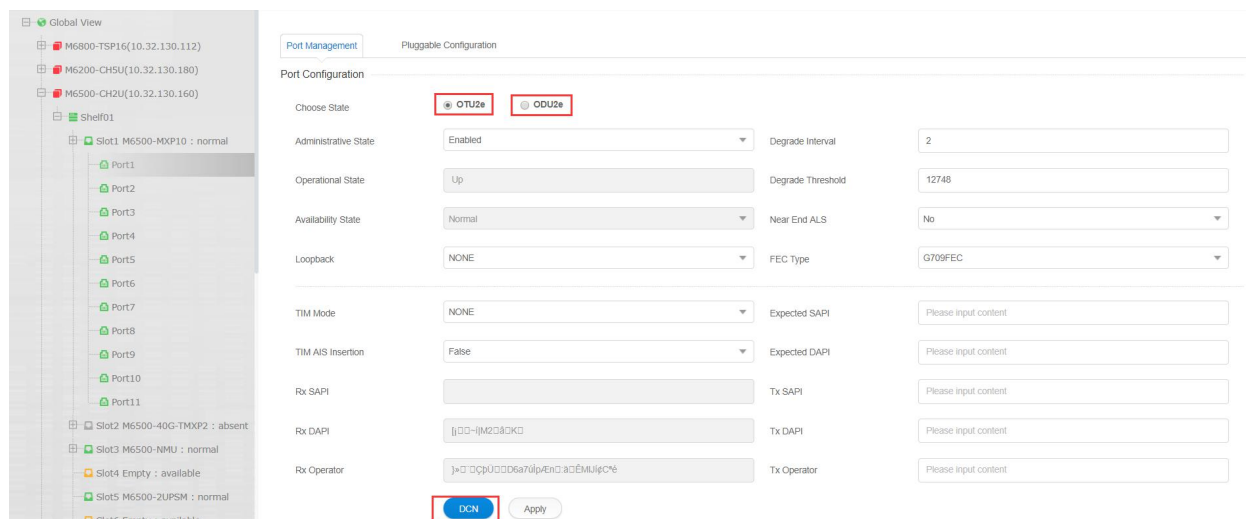 Global View
M6800-TSP16(10.32.130.112)
M6200-CH5U(10.32.130.180)
M6500-CH2U(10.32.130.160)
Shelf01
Slot1 M6500-MXP10 : normal
Port1
Port2
Port3
Port4
Port5
Port6
Port7
Port8
Port9
Port10
Port11
Slot2 M6500-40G-TMXP2 : absent
Slot3 M6500-NMU : normal
Slot4 Empty : available
Slot5 M6500-2UPSM : normal
Port Management Pluggable Configuration
Port Configuration
Choose State OTU2e ODU2e
Administrative State Enabled Degrade Interval 2
Operational State Up Degrade Threshold 12748
Availability State Normal Near End ALS No
Loopback NONE FEC Type G709FEC
TIM Mode NONE Expected SAPI Please input content
TIM AIS Insertion False Expected DAPI Please input content
Rx SAPI Tx SAPI Please input content
Rx DAPI Tx DAPI Please input content
Rx Operator Tx Operator Please input content
DCN Apply